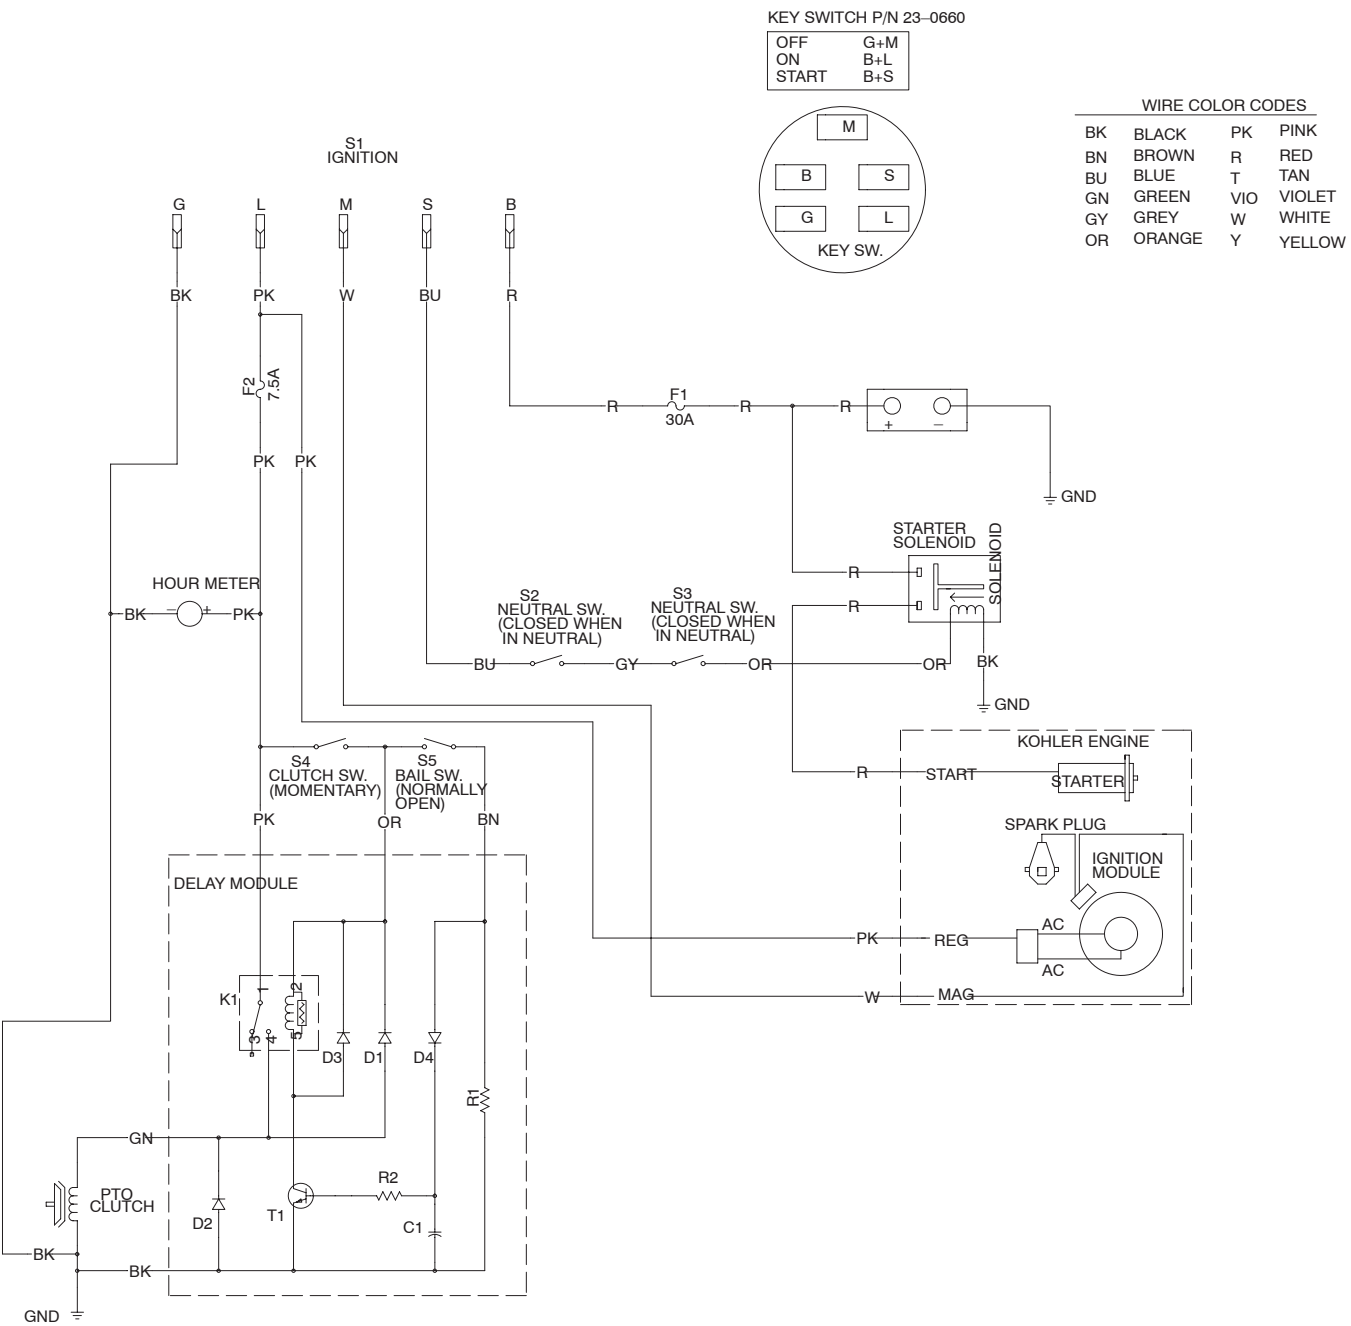 KEY SWITCH P/N 23–0660
OFF G+M
ON B+L
START B+S
M
B S
G L
KEY SW.
WIRE COLOR CODES
BK BLACK PK PINK
BN BROWN R RED
BU BLUE T TAN
GN GREEN VIO VIOLET
GY GREY W WHITE
OR ORANGE Y YELLOW
S1
IGNITION
G L M S B
BK PK W BU R
F2
7.5A
R F1 R R
30A
+ –
PK PK
GND
STARTER
SOLENOID
SOLENOID
R
R
HOUR METER
BK – + PK
S2
NEUTRAL SW.
(CLOSED WHEN
IN NEUTRAL)
S3
NEUTRAL SW.
(CLOSED WHEN
IN NEUTRAL)
BU GY OR OR BK
GND
KOHLER ENGINE
R START STARTER
S4
CLUTCH SW.
(MOMENTARY)
S5
BAIL SW.
(NORMALLY
OPEN)
PK OR BN
SPARK PLUG
IGNITION
MODULE
AC
PK REG
AC
W MAG
DELAY MODULE
K1 1 2
3 4 5
D3 D1 D4
R1
GN
PTO
CLUTCH
R2
D2 T1 C1
BK
BK
GND